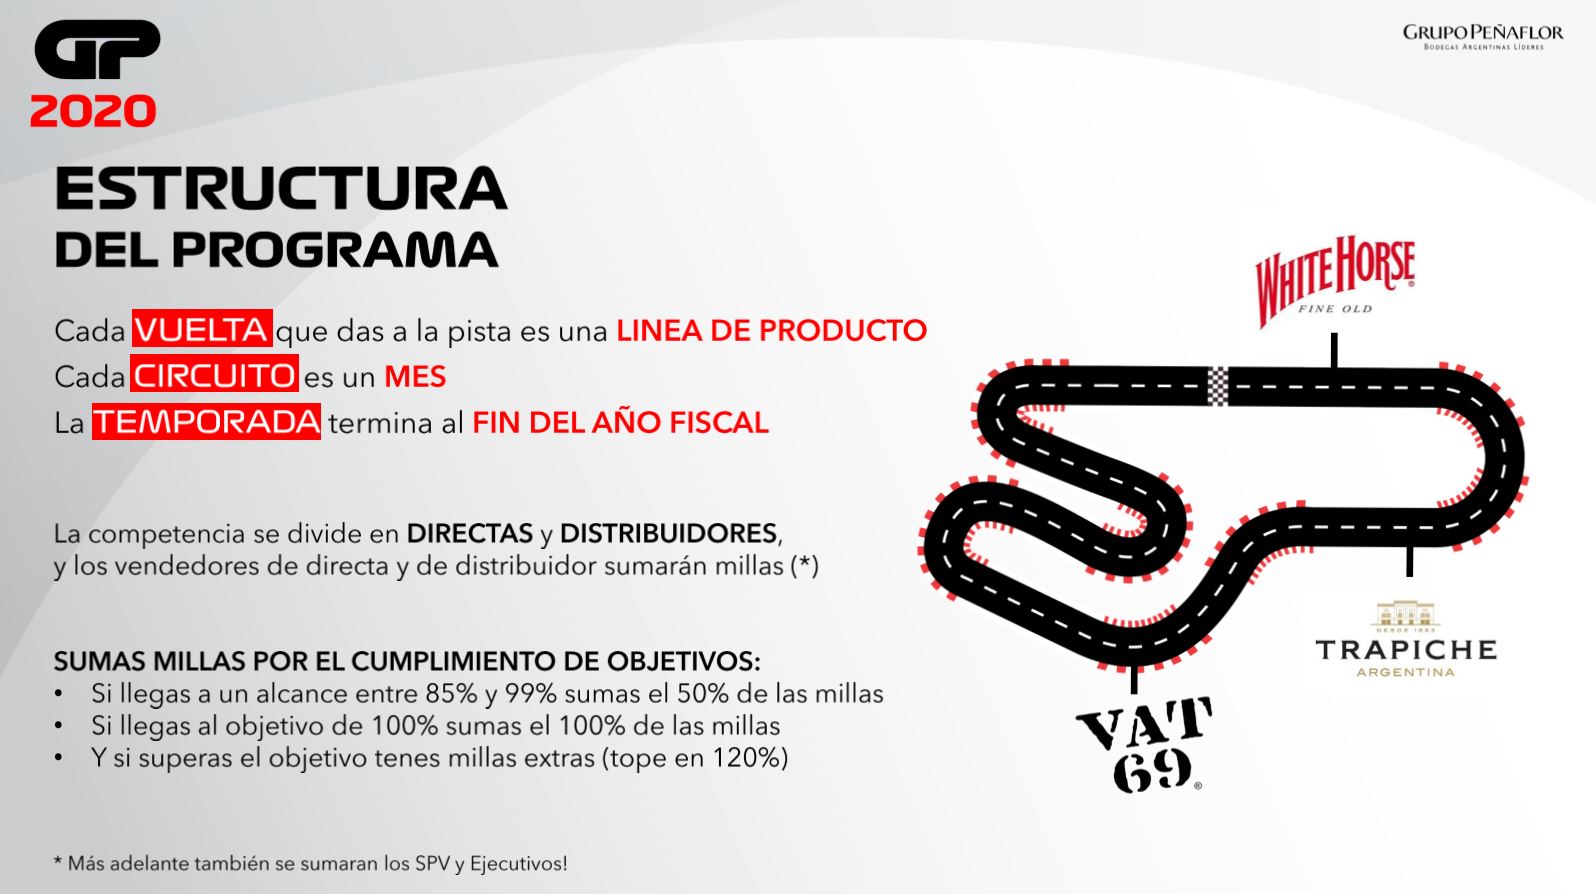 GP
2020
GRUPO PEÑAFLOR
BODEGAS ARGENTINAS LÍDERES
ESTRUCTURA
DEL PROGRAMA
Cada VUELTA que das a la pista es una LINEA DE PRODUCTO
Cada CIRCUITO es un MES
La TEMPORADA termina al FIN DEL AÑO FISCAL
La competencia se divide en DIRECTAS y DISTRIBUIDORES,
y los vendedores de directa y de distribuidor sumarán millas (*)
SUMAS MILLAS POR EL CUMPLIMIENTO DE OBJETIVOS:
• Si llegas a un alcance entre 85% y 99% sumas el 50% de las millas
• Si llegas al objetivo de 100% sumas el 100% de las millas
• Y si superas el objetivo tenes millas extras (tope en 120%)
* Más adelante también se sumaran los SPV y Ejecutivos!
WHITE HORSE®
FINE OLD
DESDE 1883
TRAPICHE
ARGENTINA
VAT
69®